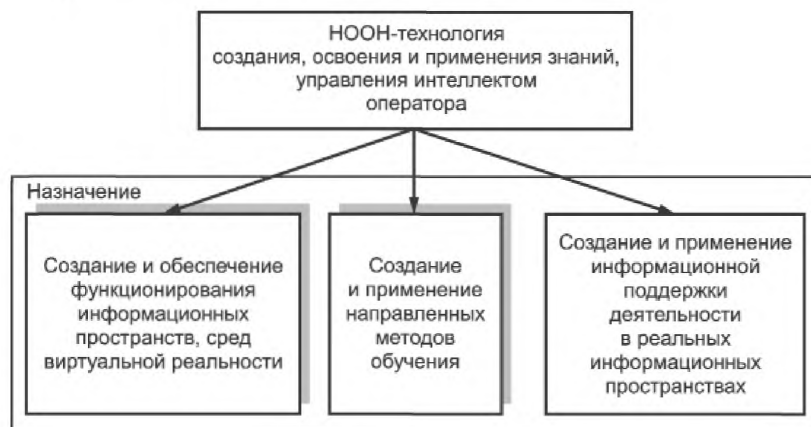 НООН-технология
создания, освоения и применения знаний,
управления интеллектом
оператора
Назначение
Создание и обеспечение
функционирования
информационных
пространств, сред
виртуальной реальности
Создание
и применение
направленных
методов
обучения
Создание и применение
информационной
поддержки
деятельности
в реальных
информационных
пространствах